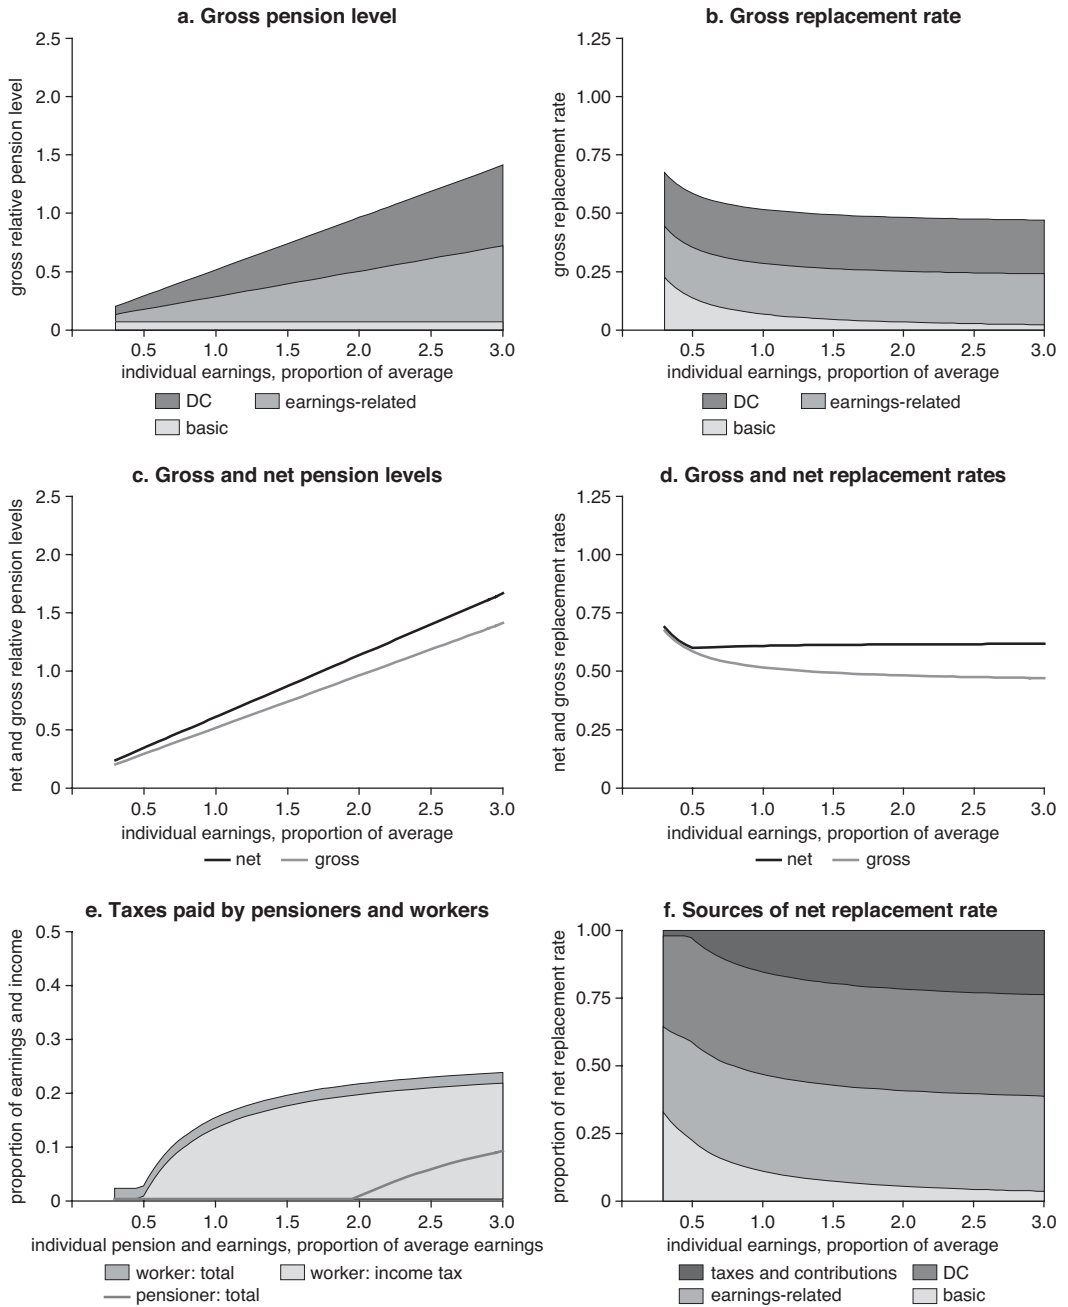 a. Gross pension level
gross relative pension level
2.5
2.0
1.5
1.0
0.5
0
0.5 1.0 1.5 2.0 2.5 3.0
individual earnings, proportion of average
DC earnings-related
basic
b. Gross replacement rate
gross replacement rate
1.25
1.00
0.75
0.50
0.25
0
0.5 1.0 1.5 2.0 2.5 3.0
individual earnings, proportion of average
DC earnings-related
basic
c. Gross and net pension levels
net and gross relative pension levels
2.5
2.0
1.5
1.0
0.5
0
0.5 1.0 1.5 2.0 2.5 3.0
individual earnings, proportion of average
net gross
d. Gross and net replacement rates
net and gross replacement rates
1.25
1.00
0.75
0.50
0.25
0
0.5 1.0 1.5 2.0 2.5 3.0
individual earnings, proportion of average
net gross
e. Taxes paid by pensioners and workers
proportion of earnings and income
0.5
0.4
0.3
0.2
0.1
0
0.5 1.0 1.5 2.0 2.5 3.0
individual pension and earnings, proportion of average earnings
worker: total worker: income tax
pensioner: total
f. Sources of net replacement rate
proportion of net replacement rate
1.00
0.75
0.50
0.25
0
0.5 1.0 1.5 2.0 2.5 3.0
individual earnings, proportion of average
taxes and contributions DC
earnings-related basic